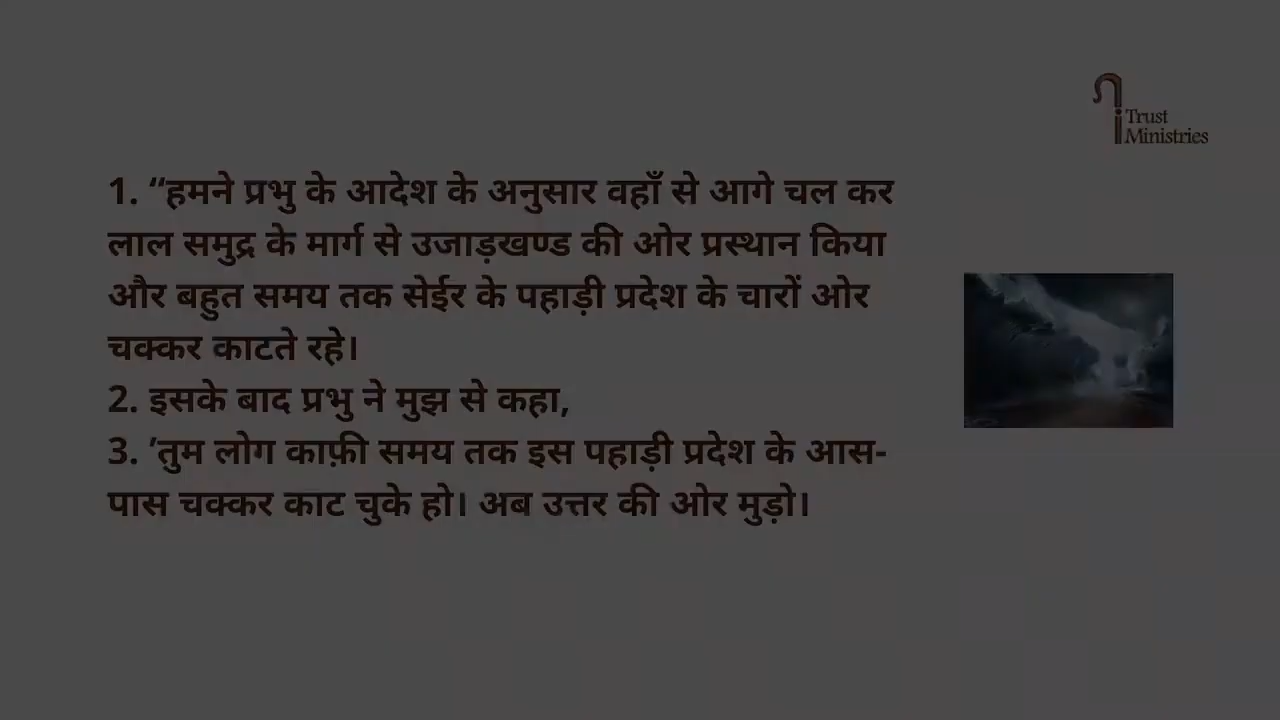 Trust
Ministries
1. “हमने प्रभु के आदेश के अनुसार वहाँ से आगे चल कर
लाल समुद्र के मार्ग से उजाड़खण्ड की ओर प्रस्थान किया
और बहुत समय तक सेईर के पहाड़ी प्रदेश के चारों ओर
चक्कर काटते रहे।
2. इसके बाद प्रभु ने मुझ से कहा,
3. ’तुम लोग काफ़ी समय तक इस पहाड़ी प्रदेश के आस-
पास चक्कर काट चुके हो। अब उत्तर की ओर मुड़ो।